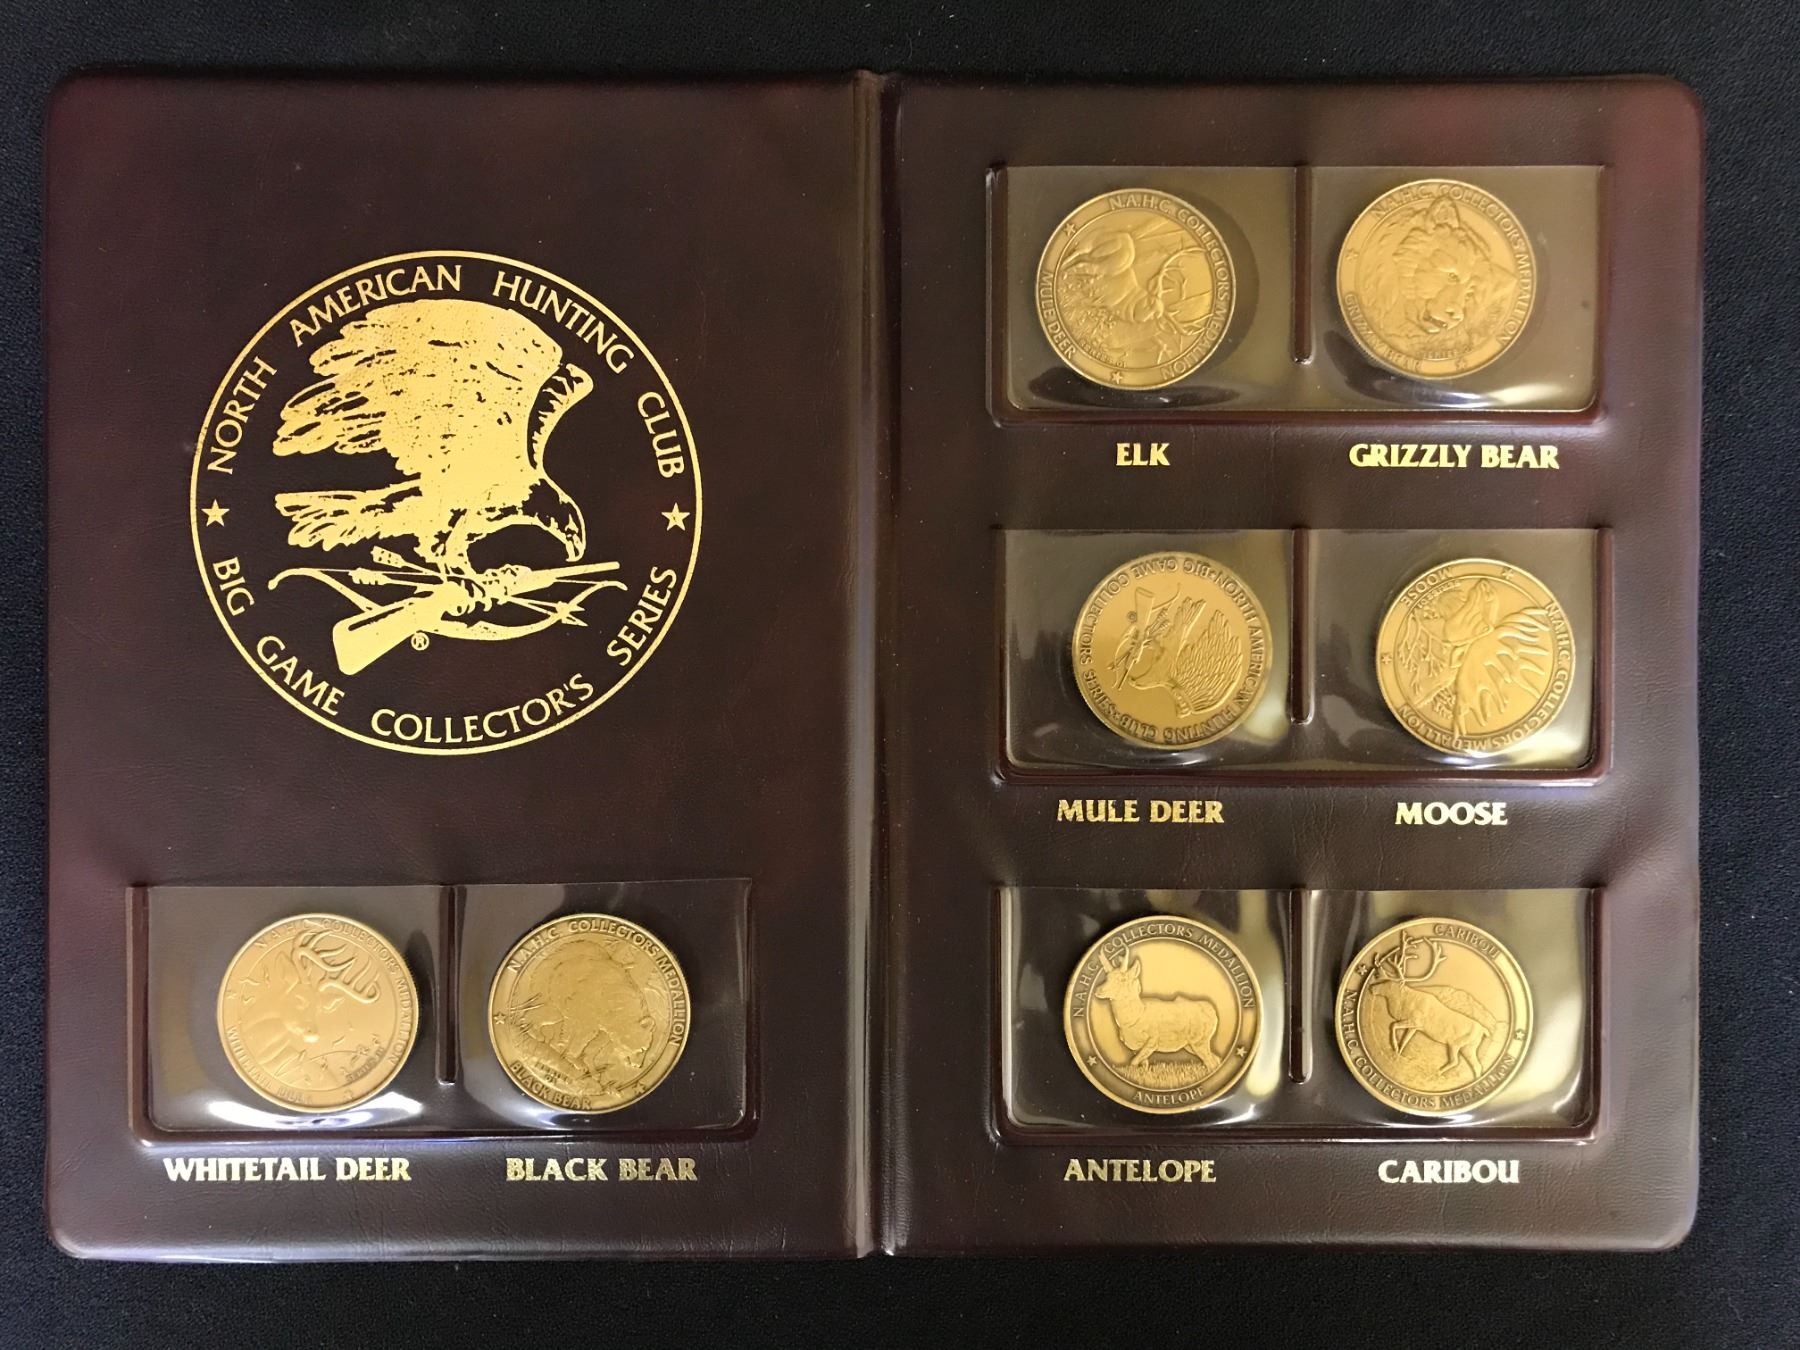 NORTH AMERICAN HUNTING CLUB
★ BIG GAME COLLECTOR'S SERIES ★
®
N.A.H.C. COLLECTORS MEDALLION
WHITETAIL DEER
N.A.H.C. COLLECTORS MEDALLION
BLACK BEAR
WHITETAIL DEER
BLACK BEAR
N.A.H.C. COLLECTORS MEDALLION
MULE DEER
N.A.H.C. COLLECTORS MEDALLION
GRIZZLY BEAR
ELK
GRIZZLY BEAR
NORTH AMERICAN HUNTING CLUB
BIG GAME COLLECTORS SERIES
MOOSE
N.A.H.C. COLLECTORS MEDALLION
MULE DEER
MOOSE
N.A.H.C. COLLECTORS MEDALLION
ANTELOPE
CARIBOU
N.A.H.C. COLLECTORS MEDALLION
ANTELOPE
CARIBOU